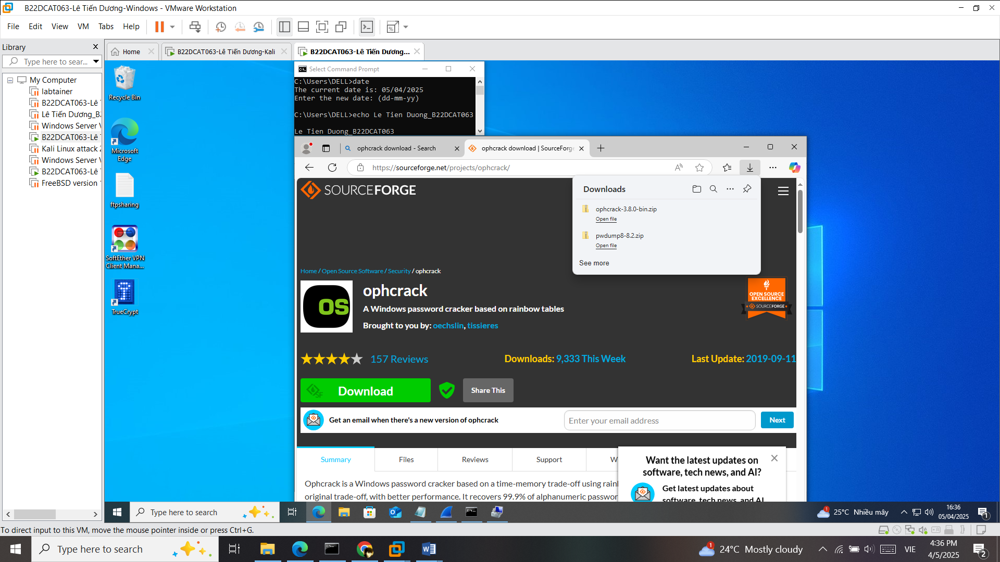 B22DCAT063-Lê Tiến Dương-Windows - VMware Workstation
File Edit View VM Tabs Help
Library
Type here to sear...
My Computer
labtainer
B22DCAT063-Lê
Lê Tiến Dương_B
Windows Server
B22DCAT063-Lê
Kali Linux attack
Windows Server
B22DCAT063-Lê
FreeBSD version
Home
B22DCAT063-Lê Tiến Dương-Kali
B22DCAT063-Lê Tiến Dương...
Recycle Bin
Microsoft
Edge
ftpsharing
SoftEther VPN
Client Mana...
TrueCrypt
Select Command Prompt
C:\Users\DELL>date
The current date is: 05/04/2025
Enter the new date: (dd-mm-yy)
C:\Users\DELL>echo Le Tien Duong_B22DCAT063
Le Tien Duong_B22DCAT063
ophcrack download - Search
ophcrack download | SourceForge
https://sourceforge.net/projects/ophcrack/
SOURCEFORGE
Downloads
ophcrack-3.8.0-bin.zip
Open file
pwdump8-8.2.zip
Open file
See more
Home / Open Source Software / Security / ophcrack
OS
ophcrack
A Windows password cracker based on rainbow tables
Brought to you by: oechslin, tissieres
OPEN SOURCE
EXCELLENCE
SOURCEFORGE
157 Reviews
Downloads: 9,333 This Week
Last Update: 2019-09-11
SF
Download
Share This
Get an email when there's a new version of ophcrack
Enter your email address
Next
Summary
Files
Reviews
Support
W
Want the latest updates on
software, tech news, and AI?
Get latest updates about
software, tech news, and AI
Ophcrack is a Windows password cracker based on a time-memory trade-off using rain
original trade-off, with better performance. It recovers 99.9% of alphanumeric passwor
Type here to search
1
25°C Nhiều mây
16:36
05/04/2025
1
To direct input to this VM, move the mouse pointer inside or press Ctrl+G.
Type here to search
1
24°C Mostly cloudy
VIE
4:36 PM
4/5/2025
2